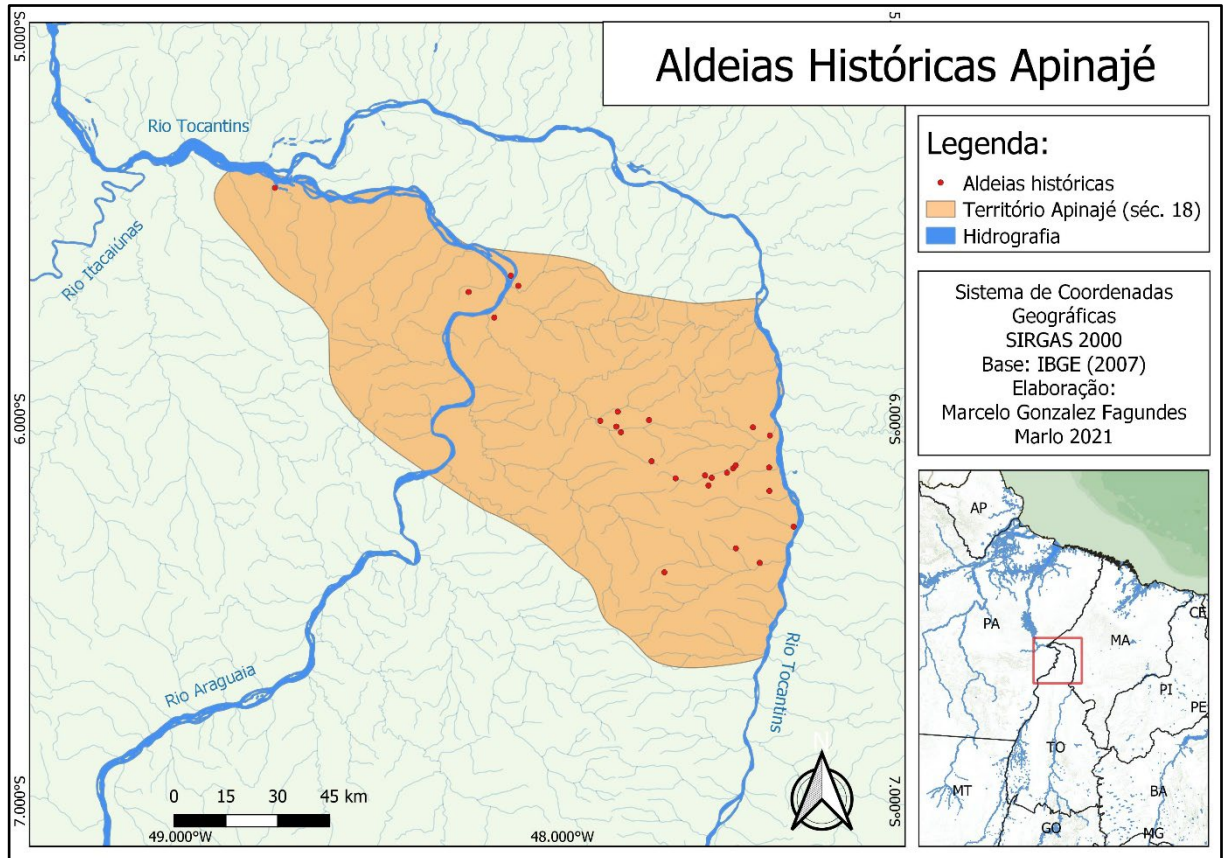 Aldeias Históricas Apinajé
5.000°S
5
Rio Tocantins
Rio Itacaiúnas
6.000°S
6.000°S
Rio Araguaia
Rio Tocantins
N
0 15 30 45 km
7.000°S
7.000°S
49.000°W
48.000°W
Legenda:
Aldeias históricas
Território Apinajé (séc. 18)
Hidrografia
Sistema de Coordenadas
Geográficas
SIRGAS 2000
Base: IBGE (2007)
Elaboração:
Marcelo Gonzalez Fagundes
Marlo 2021
AP
PA
MA
CE
PI
PE
TO
MT
BA
GO
MG